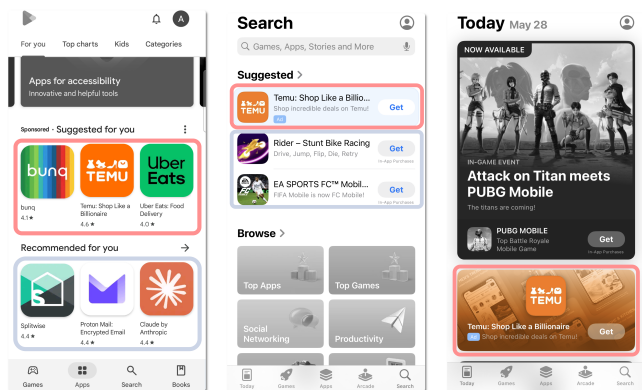 A
For you Top charts Kids Categories
Apps for accessibility
Innovative and helpful tools
Sponsored · Suggested for you
bunq
TEMU
Uber
Eats
bunq
4.1★
Temu: Shop Like a
Billionaire
4.6★
Uber Eats: Food
Delivery
4.0★
Recommended for you
Splitwise
4.4★
Proton Mail:
Encrypted Email
4.4★
Claude by
Anthropic
4.4★
Games Apps Search Books
Search
Games, Apps, Stories and More
Suggested
TEMU
Temu: Shop Like a Billio...
Shop incredible deals on Temu!
Ad
Get
Rider – Stunt Bike Racing
Drive, Jump, Flip, Die, Retry
Get
In-App Purchases
EA SPORTS FC™ Mobil...
FIFA Mobile is now FC Mobile!
Get
In-App Purchases
Browse
Top Apps
Top Games
Social
Networking
Productivity
Today Games Apps Arcade Search
Today May 28
NOW AVAILABLE
IN-GAME EVENT
Attack on Titan meets
PUBG Mobile
The titans are coming!
PUBG MOBILE
Top Battle Royale
Mobile Game
Get
In-App Purchases
TEMU
Temu: Shop Like a Billionaire
Ad
Get
Today Games Apps Arcade Search